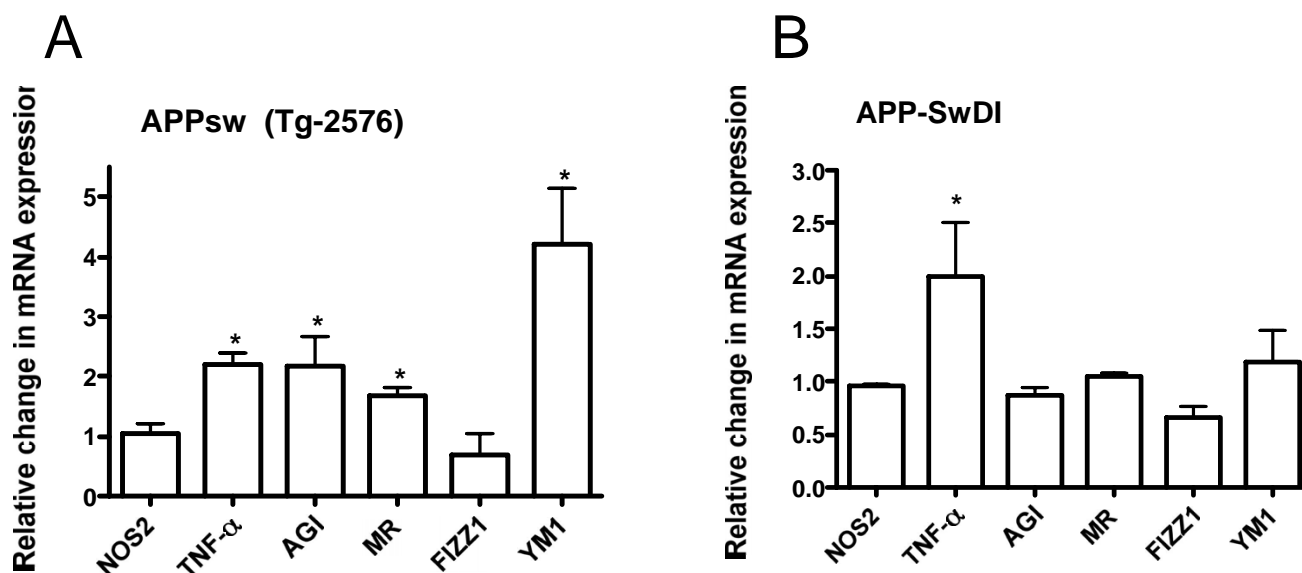 A
APPsw (Tg-2576)
Relative change in mRNA expression
5
4
3
2
1
0
*
*
*
*
NOS2
TNF-α
AGI
MR
FIZZ1
YM1
B
APP-SwDI
Relative change in mRNA expression
3.0
2.5
2.0
1.5
1.0
0.5
0.0
*
NOS2
TNF-α
AGI
MR
FIZZ1
YM1